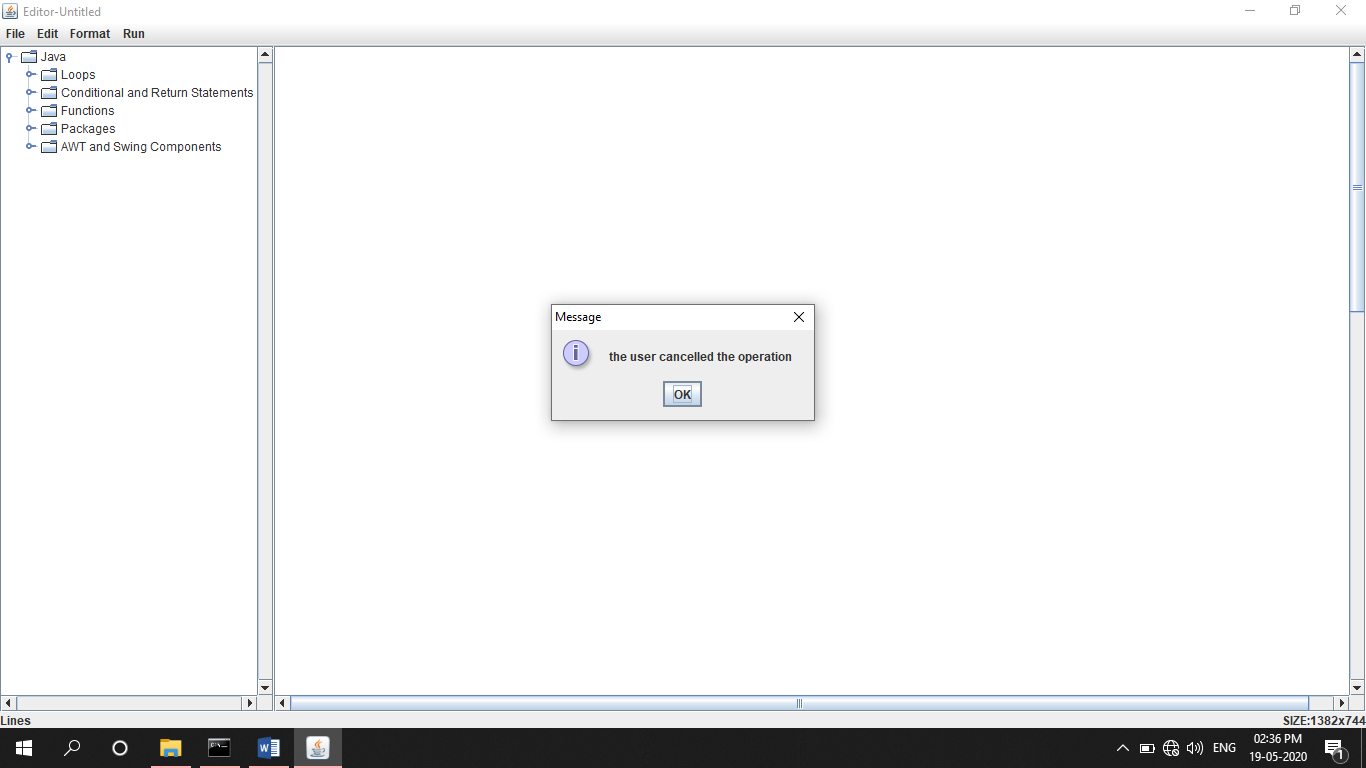 Editor-Untitled
File Edit Format Run
Java
Loops
Conditional and Return Statements
Functions
Packages
AWT and Swing Components
Message
the user cancelled the operation
OK
Lines
SIZE:1382x744
ENG
02:36 PM
19-05-2020
1